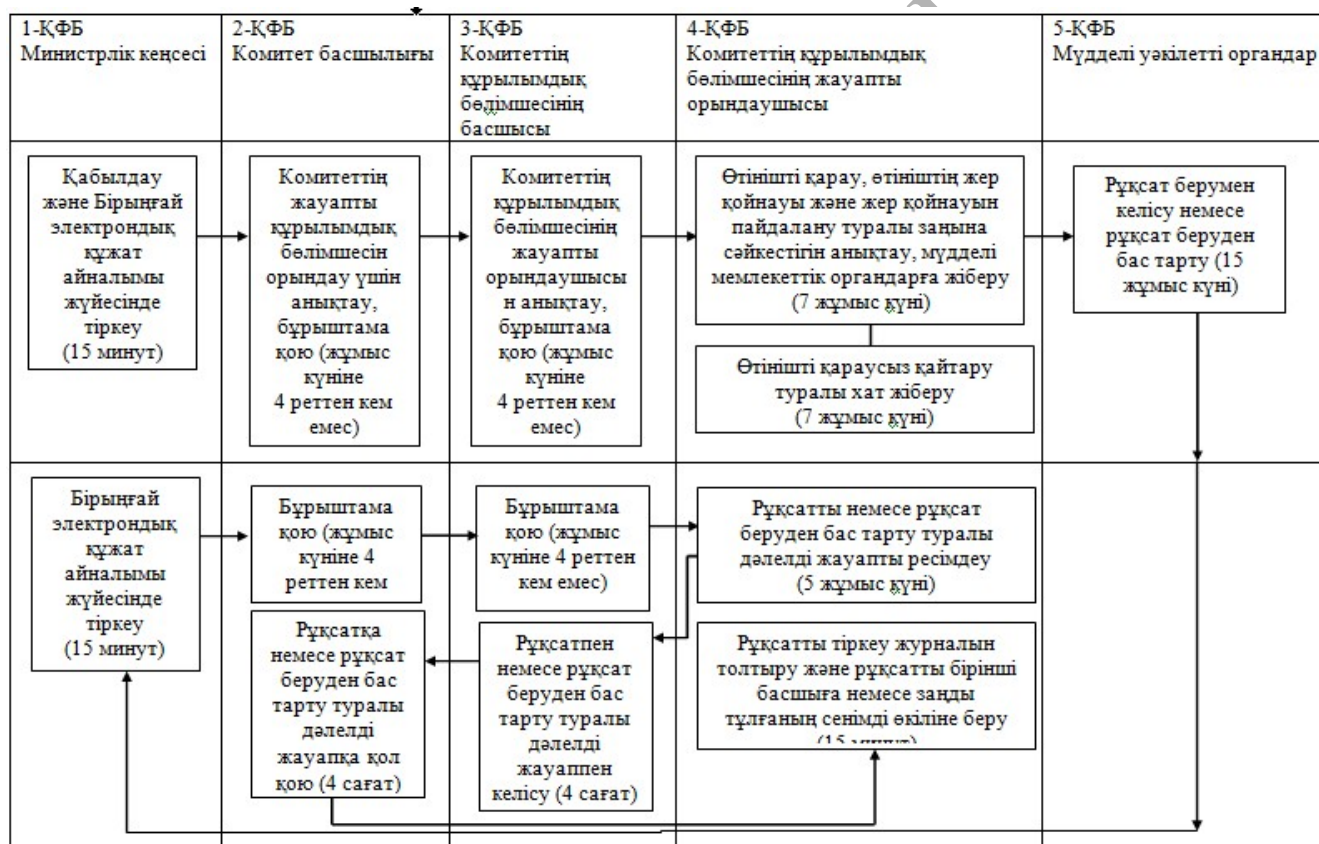 1-ҚФБ
Министрлік кеңсесі
2-ҚФБ
Комитет басшылығы
3-ҚФБ
Комитеттің
құрылымдық
бөлімшесінің
басшысы
4-ҚФБ
Комитеттің құрылымдық
бөлімшесінің жауапты
орындаушысы
5-ҚФБ
Мүдделі уәкілетті органдар
Қабылдау
және Бірыңғай
электрондық
құжат
айналымы
жүйесінде
тіркеу
(15 минут)
Комитеттің
жауапты
құрылымдық
бөлімшесін
орындау үшін
анықтау,
бұрыштама
қою (жұмыс
күніне
4 реттен кем
емес)
Комитеттің
құрылымдық
бөлімшесінің
жауапты
орындаушысы
н анықтау,
бұрыштама
қою (жұмыс
күніне
4 реттен кем
емес)
Өтінішті қарау, өтініштің жер
қойнауы және жер қойнауын
пайдалану туралы заңына
сәйкестігін анықтау, мүдделі
мемлекеттік органдарға жіберу
(7 жұмыс күні)
Өтінішті қараусыз қайтару
туралы хат жіберу
(7 жұмыс күні)
Рұқсат берумен
келісу немесе
рұқсат беруден
бас тарту (15
жұмыс күні)
Бірыңғай
электрондық
құжат
айналымы
жүйесінде
тіркеу
(15 минут)
Бұрыштама
қою (жұмыс
күніне 4
реттен кем
Бұрыштама
қою (жұмыс
күніне 4 реттен
кем емес)
Рұқсатты немесе рұқсат
беруден бас тарту туралы
дәлелді жауапты ресімдеу
(5 жұмыс күні)
Рұқсатқа
немесе рұқсат
беруден бас
тарту туралы
дәлелді
жауапқа қол
қою (4 сағат)
Рұқсатпен
немесе рұқсат
беруден бас
тарту туралы
дәлелді
жауаппен
келісу (4 сағат)
Рұқсатты тіркеу журналын
толтыру және рұқсатты бірінші
басшыға немесе заңды
тұлғаның сенімді өкіліне беру
(15 минут)